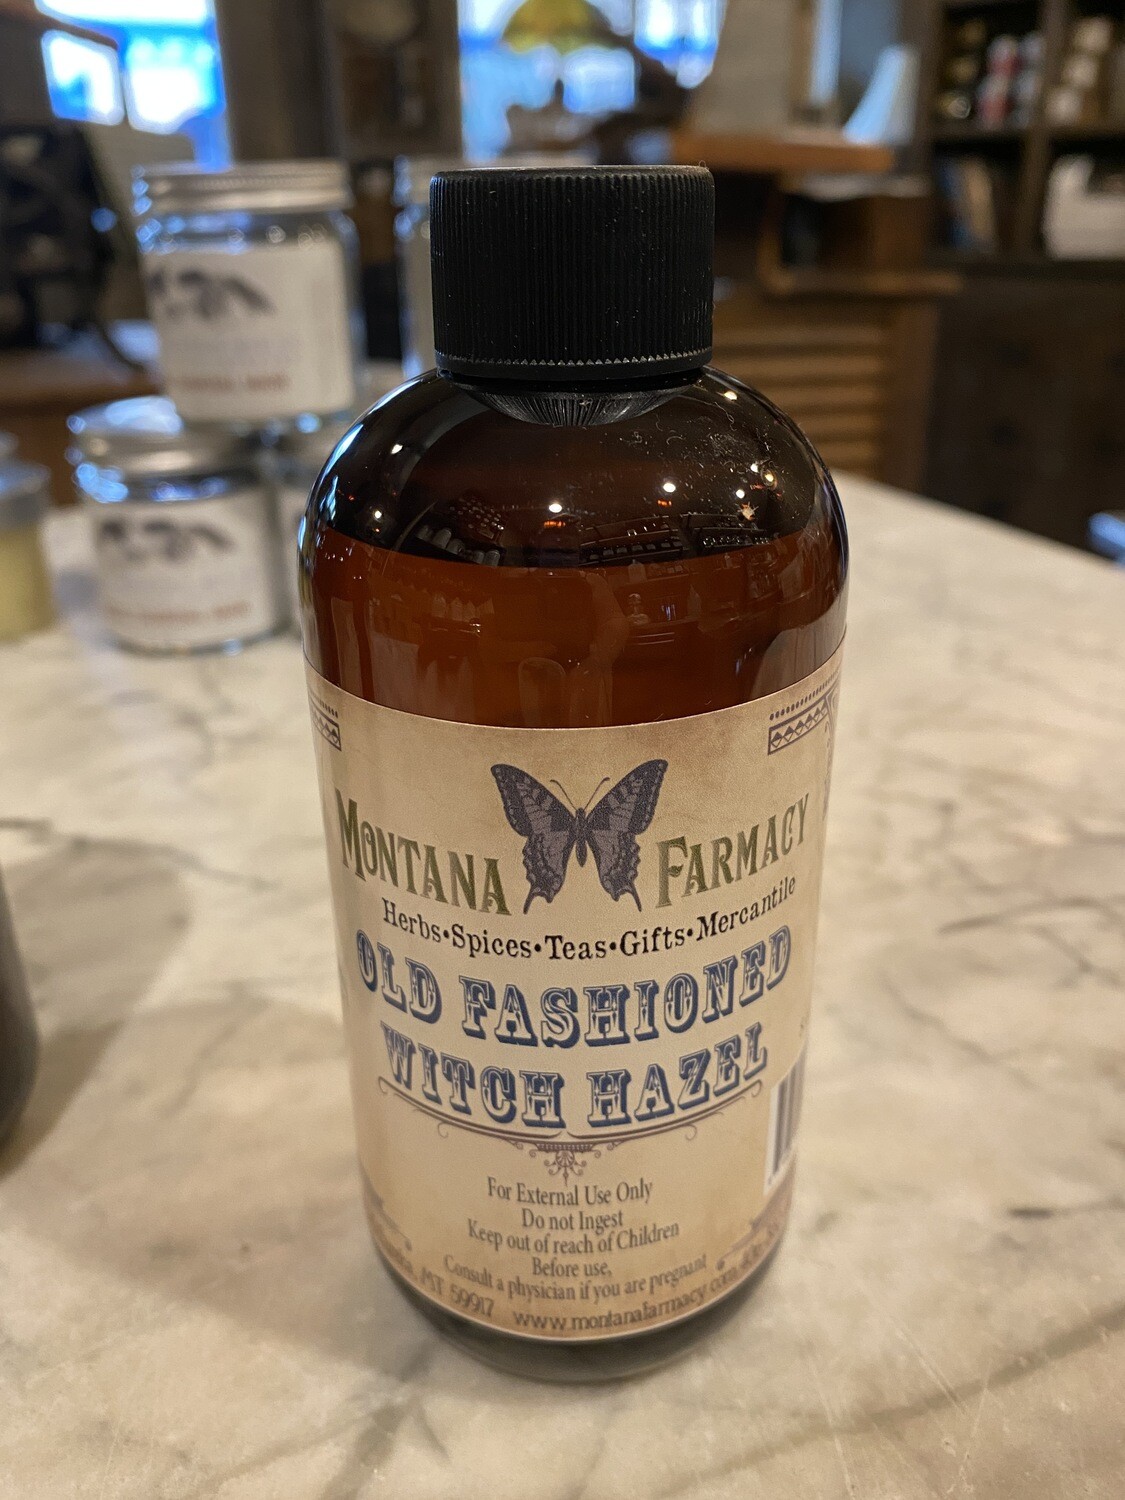 MONTANA FARMACY
Herbs•Spices•Teas•Gifts•Mercantile
OLD FASHIONED
WITCH HAZEL
For External Use Only
Do not Ingest
Keep out of reach of Children
Before use,
Consult a physician if you are pregnant
MT 59917 www.montanafarmacy.com